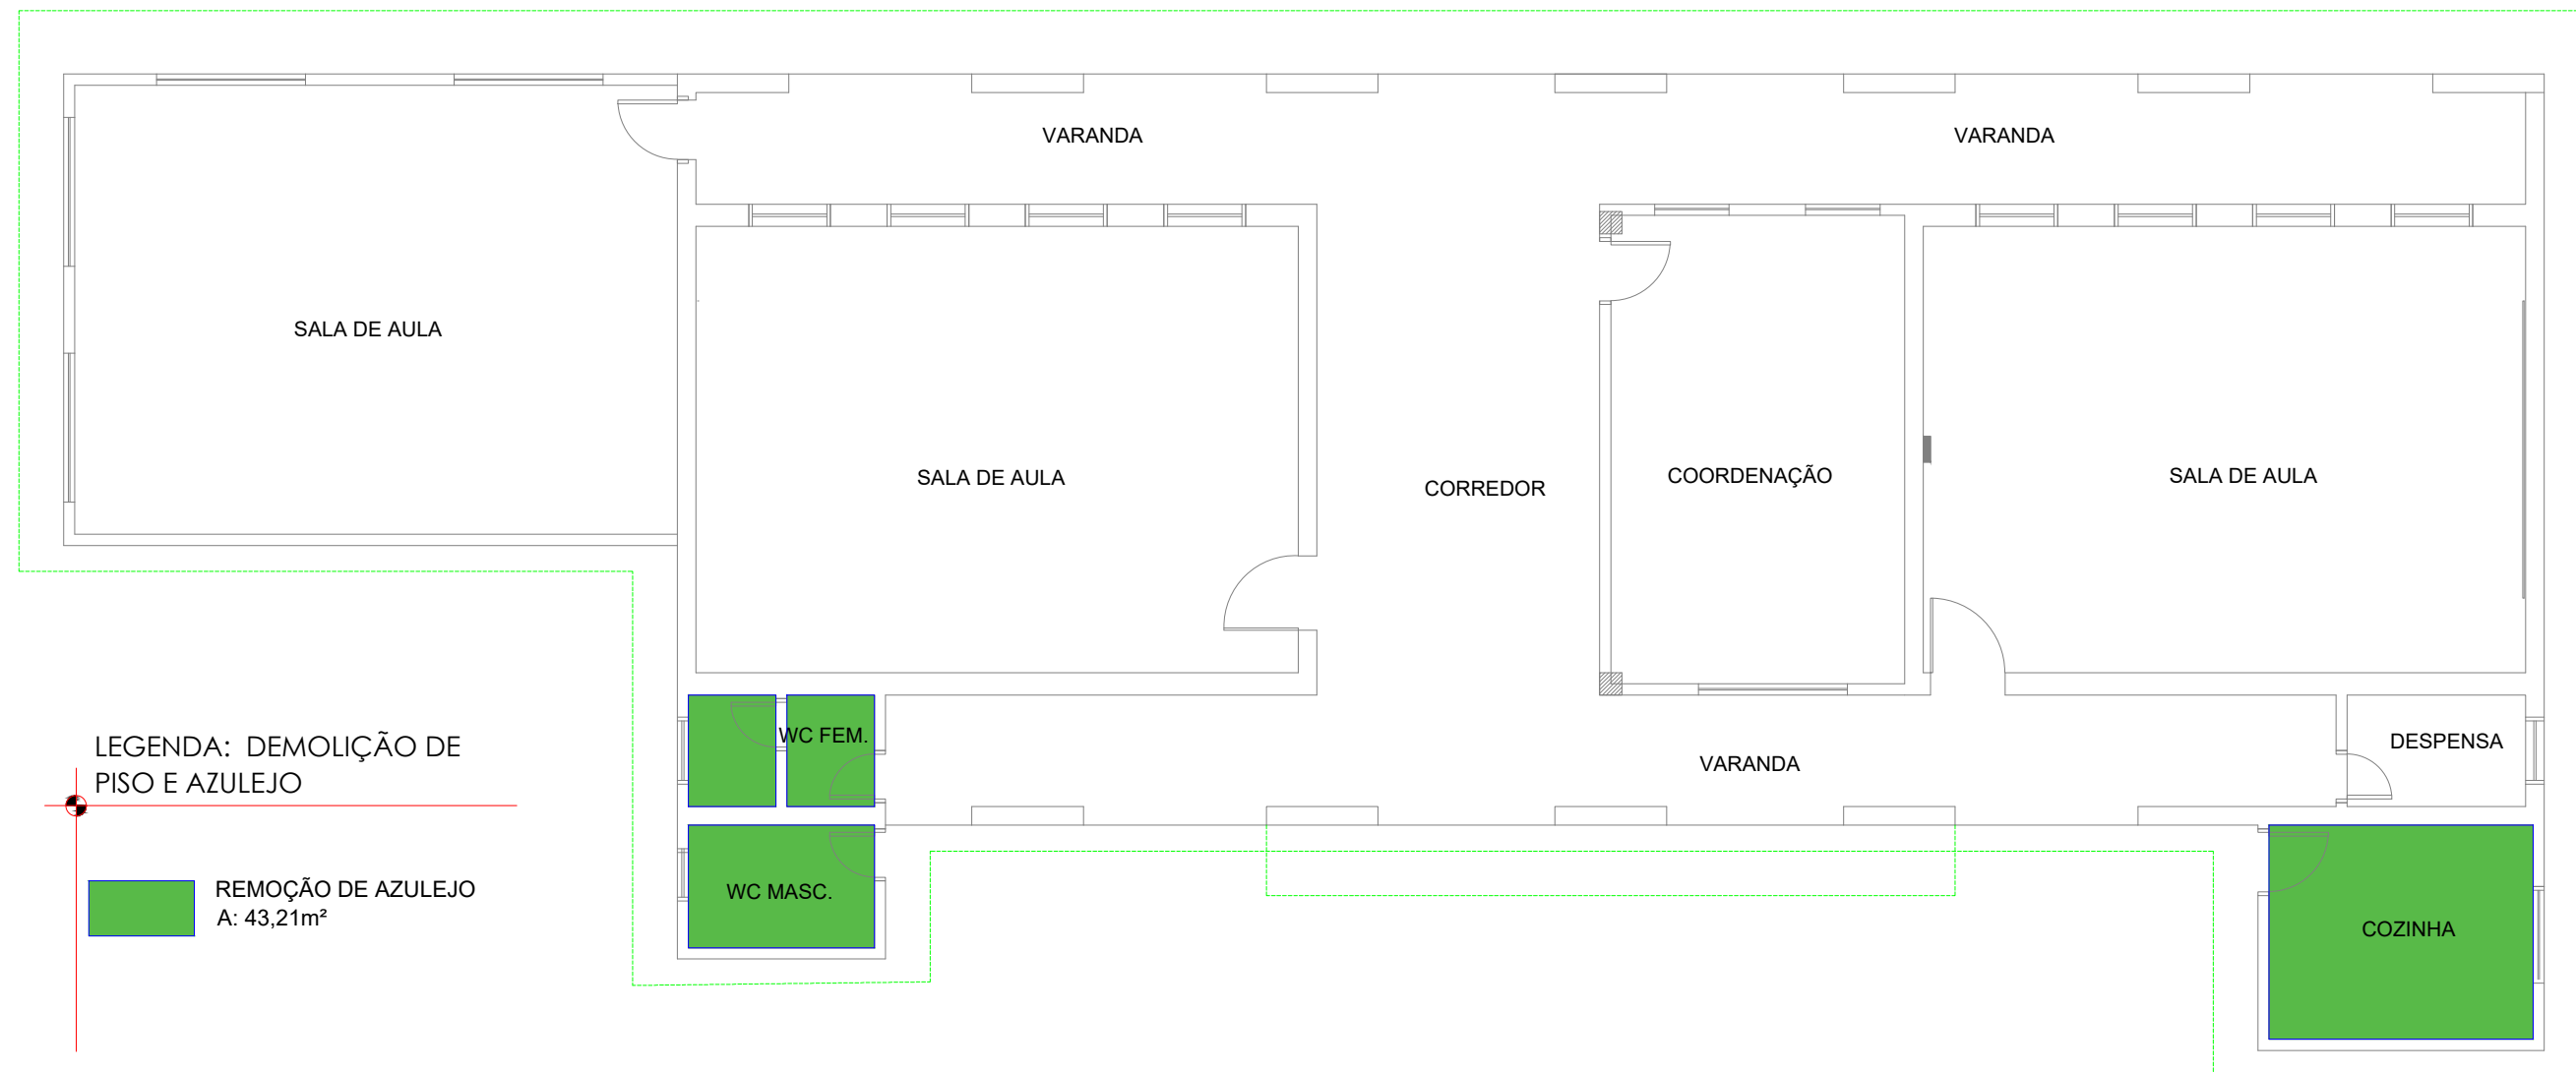 VARANDA
VARANDA
SALA DE AULA
SALA DE AULA
CORREDOR
COORDENAÇÃO
SALA DE AULA
WC FEM.
VARANDA
DESPENSA
WC MASC.
COZINHA
LEGENDA: DEMOLIÇÃO DE
PISO E AZULEJO
REMOÇÃO DE AZULEJO
A: 43,21m²